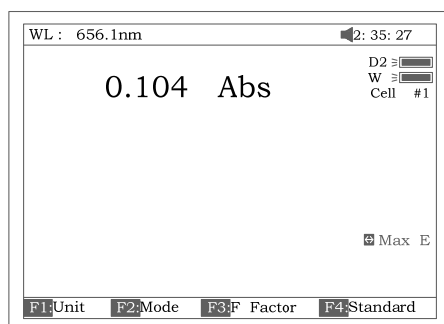 WL : 656.1nm 2: 35: 27
D2
0.104 Abs
W
Cell #1
Max E
F1:Unit F2:Mode F3:F Factor F4:Standard